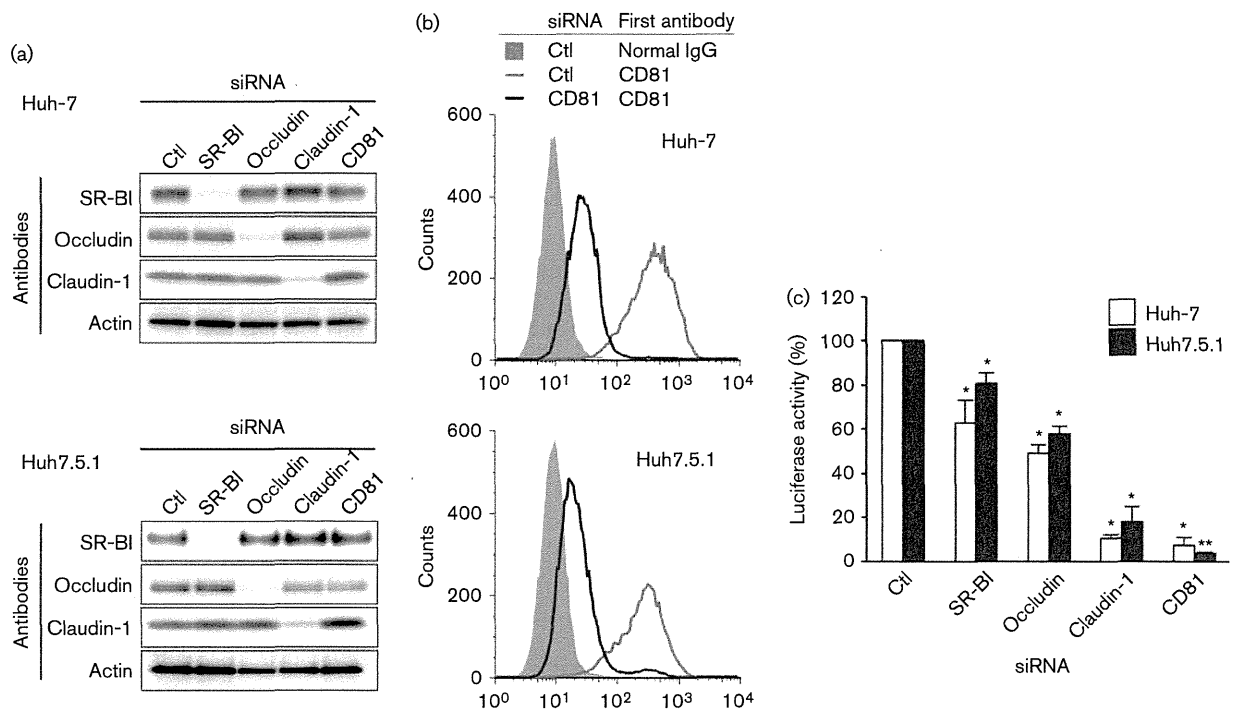 (a)
siRNA
Huh-7
Ctl
SR-BI
Occludin
Claudin-1
CD81
Antibodies
SR-BI
Occludin
Claudin-1
Actin
siRNA
Huh7.5.1
Ctl
SR-BI
Occludin
Claudin-1
CD81
Antibodies
SR-BI
Occludin
Claudin-1
Actin
(b)
siRNA First antibody
Ctl Normal IgG
Ctl CD81
CD81 CD81
600
400
200
0
Counts
Huh-7
10⁰ 10¹ 10² 10³ 10⁴
600
400
200
0
Counts
Huh7.5.1
10⁰ 10¹ 10² 10³ 10⁴
(c)
120
100
80
60
40
20
0
Luciferase activity (%)
Huh-7
Huh7.5.1
* * * * * * * **
Ctl
SR-BI
Occludin
Claudin-1
CD81
siRNA